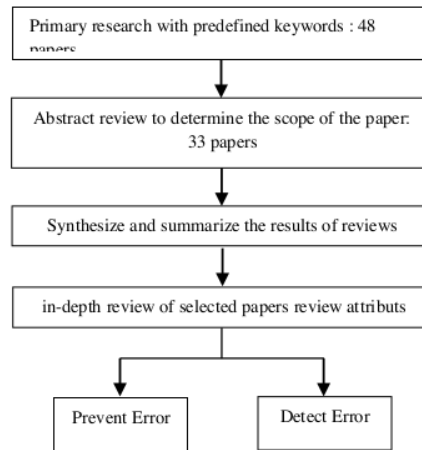 Primary research with predefined keywords : 48
papers
Abstract review to determine the scope of the paper:
33 papers
Synthesize and summarize the results of reviews
in-depth review of selected papers review attributs
Prevent Error
Detect Error